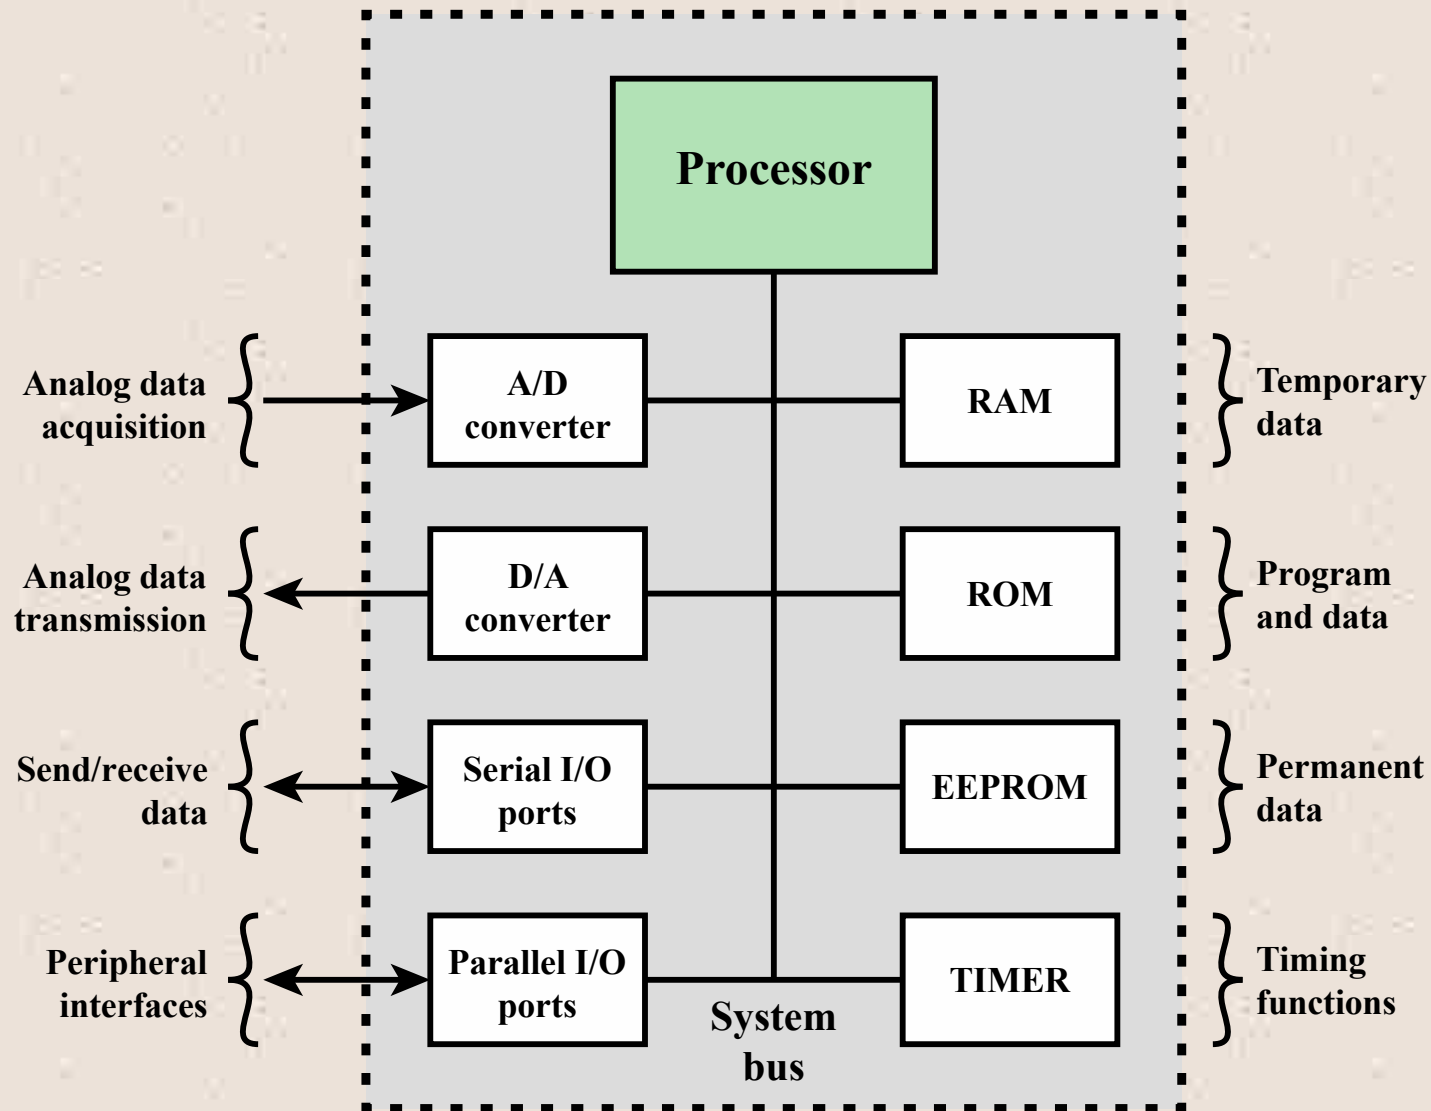 Processor
Analog data
acquisition
A/D
converter
RAM
Temporary
data
Analog data
transmission
D/A
converter
ROM
Program
and data
Send/receive
data
Serial I/O
ports
EEPROM
Permanent
data
Peripheral
interfaces
Parallel I/O
ports
TIMER
Timing
functions
System
bus